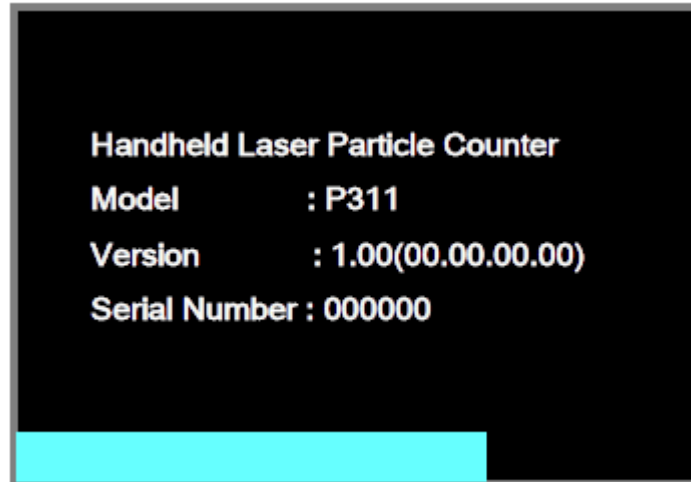 Handheld Laser Particle Counter
Model : P311
Version : 1.00(00.00.00.00)
Serial Number : 000000